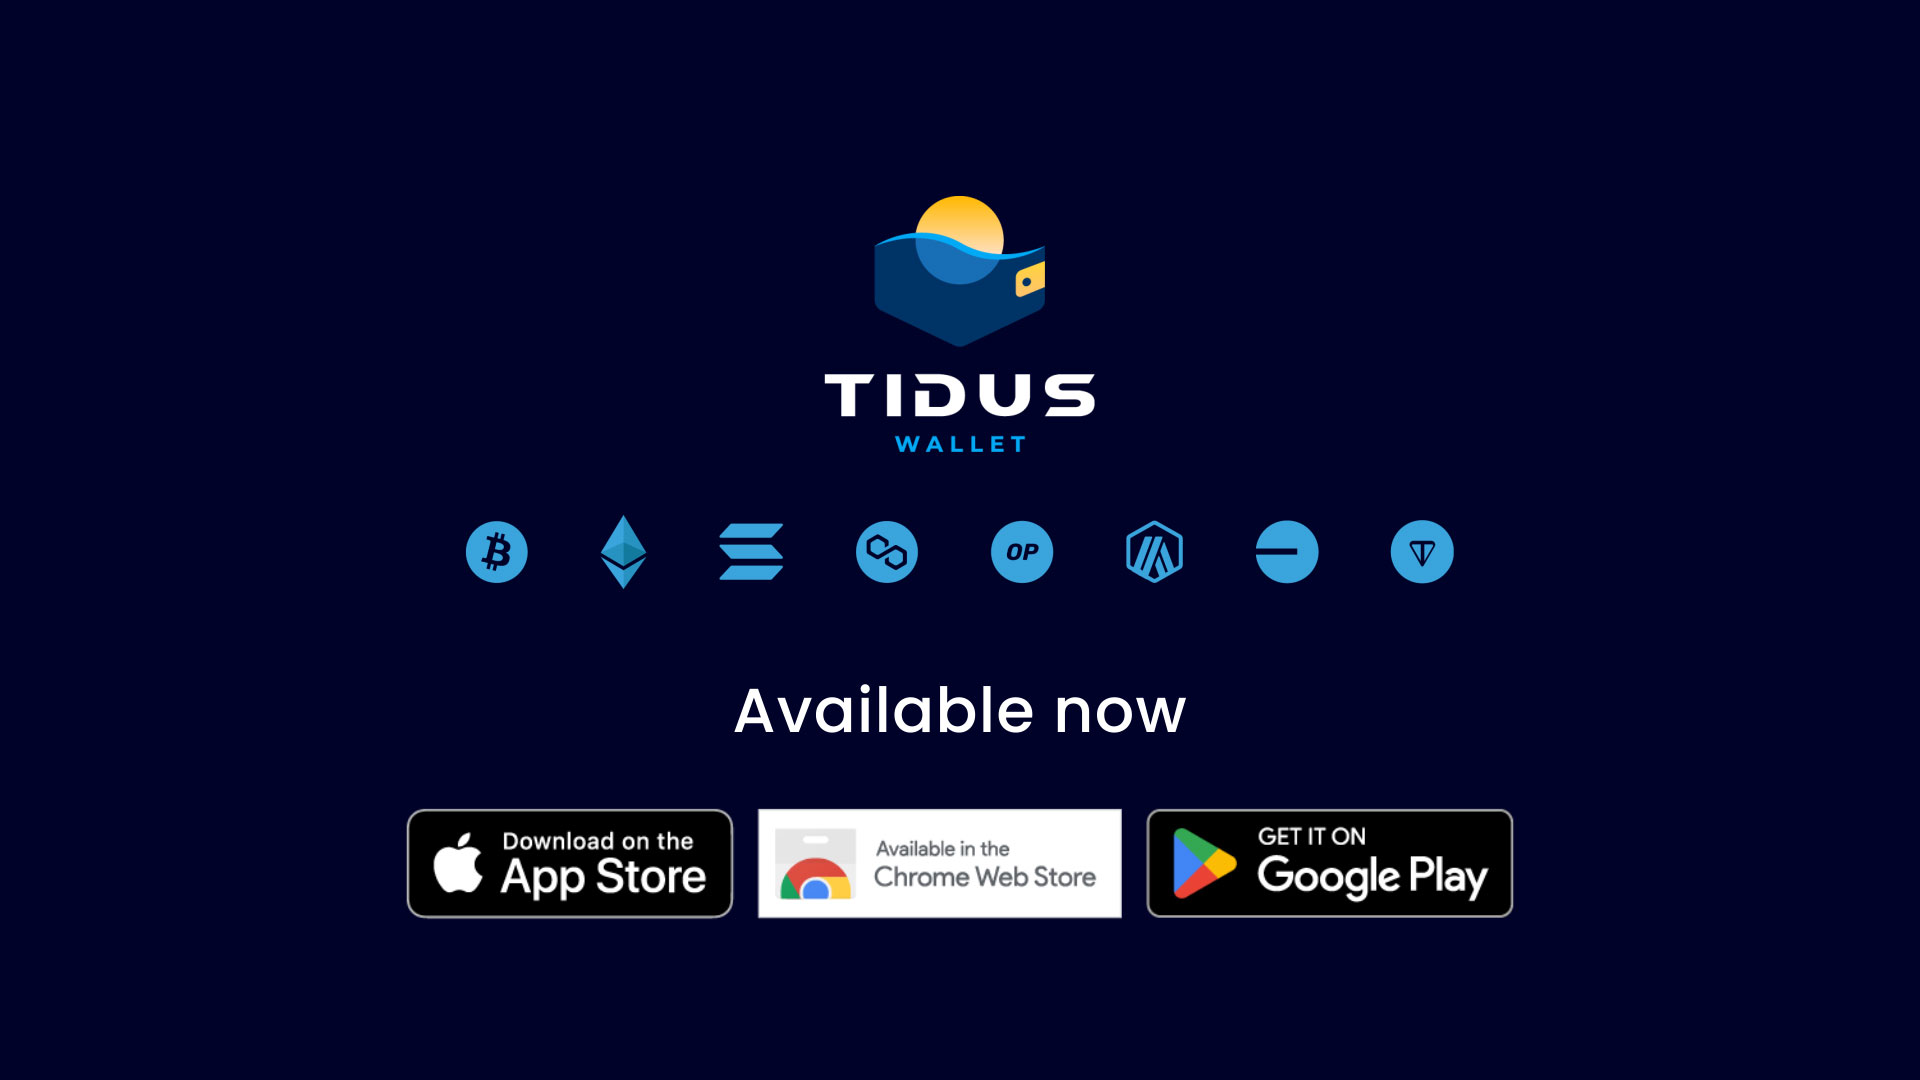 TIDUS
WALLET
OP
Available now
Download on the
App Store
Available in the
Chrome Web Store
GET IT ON
Google Play